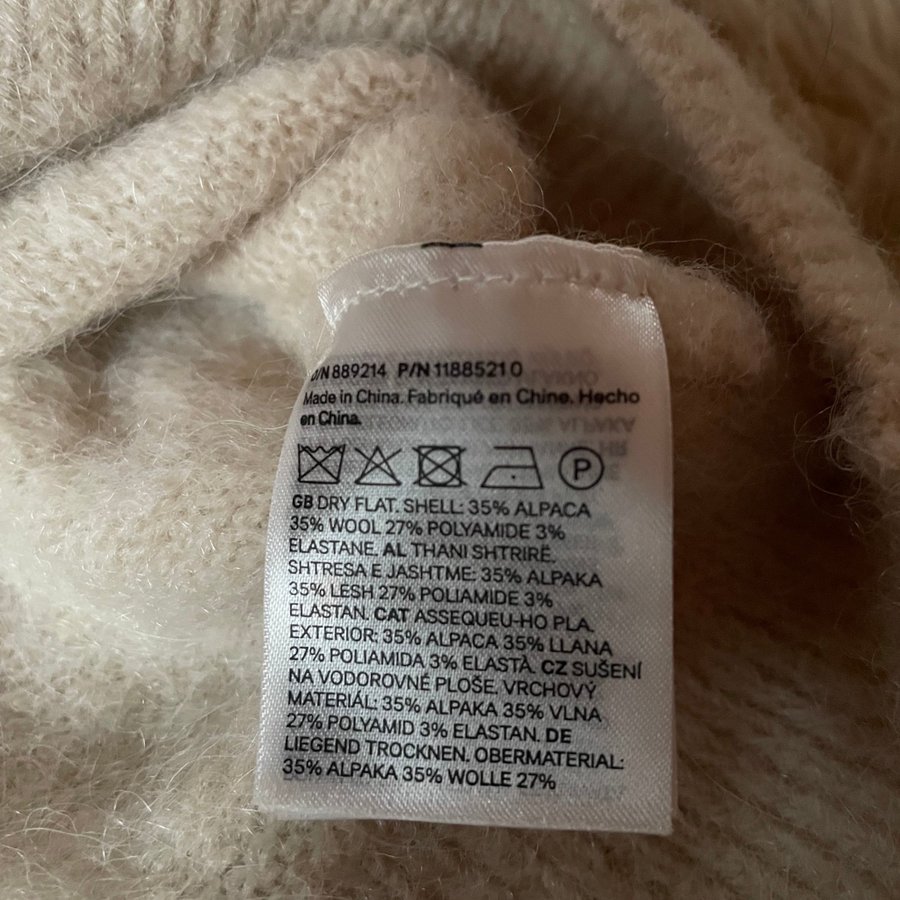 O/N 889214 P/N 1188521 0
Made in China. Fabriqué en Chine. Hecho
en China.
P
GB DRY FLAT. SHELL: 35% ALPACA
35% WOOL 27% POLYAMIDE 3%
ELASTANE. AL THANI SHTRIRË.
SHTRESA E JASHTME: 35% ALPAKA
35% LESH 27% POLIAMIDE 3%
ELASTAN. CAT ASSEQUEU-HO PLA.
EXTERIOR: 35% ALPACA 35% LLANA
27% POLIAMIDA 3% ELASTÀ. CZ SUŠENÍ
NA VODOROVNÉ PLOŠE. VRCHOVÝ
MATERIÁL: 35% ALPAKA 35% VLNA
27% POLYAMID 3% ELASTAN. DE
LIEGEND TROCKNEN. OBERMATERIAL:
35% ALPAKA 35% WOLLE 27%